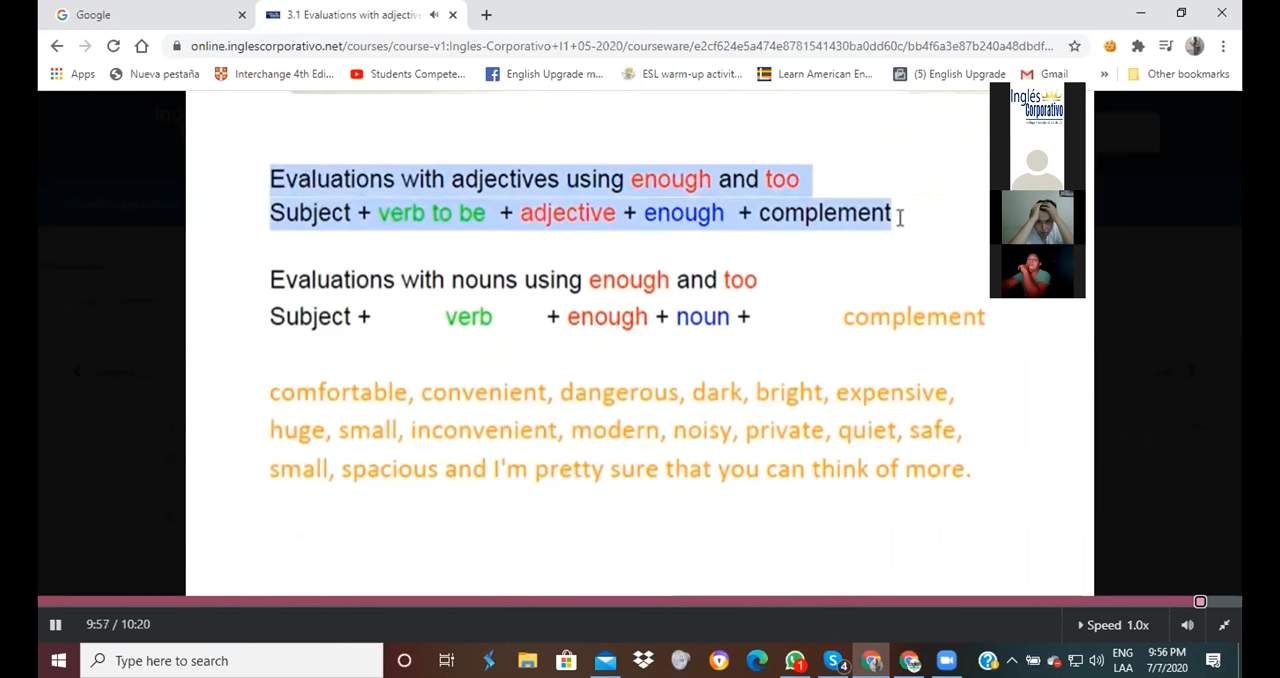 Google
3.1 Evaluations with adjective
online.inglescorporativo.net/courses/course-v1:Ingles-Corporativo+I1+05-2020/courseware/e2cf624e5a474e8781541430ba0dd60c/bb4f6a3e87b240a48dbdf...
Apps
Nueva pestaña
Interchange 4th Edi...
Students Compete...
English Upgrade m...
ESL warm-up activit...
Learn American En...
(5) English Upgrade
Gmail
»
Other bookmarks
Inglés
Corporativo
Evaluations with adjectives using enough and too
Subject + verb to be + adjective + enough + complement
Evaluations with nouns using enough and too
Subject + verb + enough + noun + complement
comfortable, convenient, dangerous, dark, bright, expensive,
huge, small, inconvenient, modern, noisy, private, quiet, safe,
small, spacious and I'm pretty sure that you can think of more.
9:57 / 10:20
Speed 1.0x
Type here to search
1
4
ENG
LAA
9:56 PM
7/7/2020